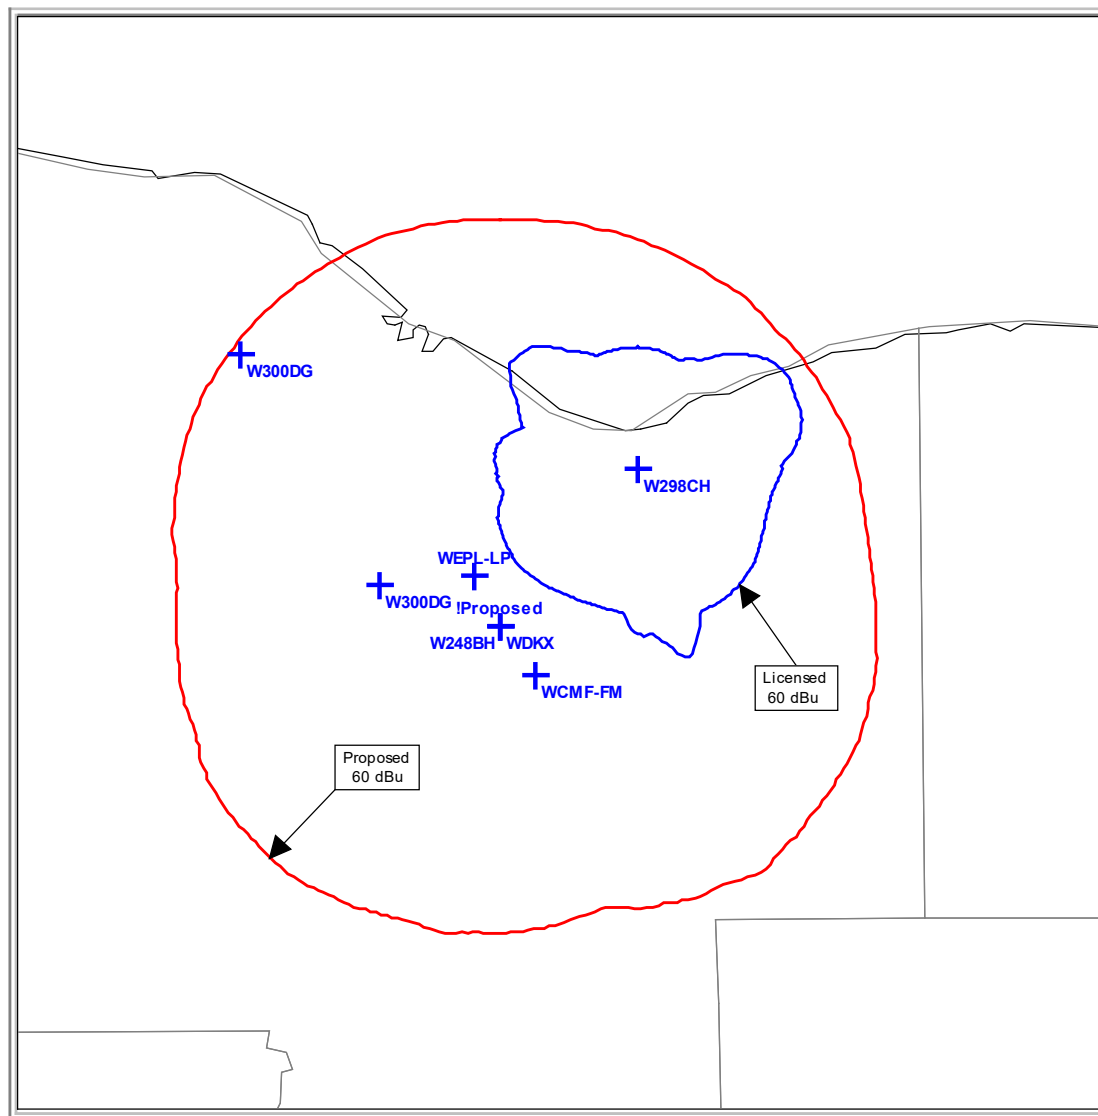 W300DG
W298CH
WEPL-LP
W300DG
!Proposed
W248BH
WDKX
WCMF-FM
Licensed
60 dBu
Proposed
60 dBu